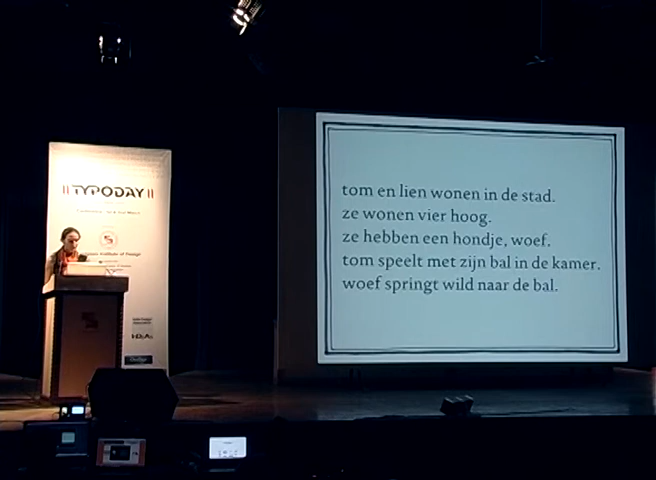 TYPODAY
tom en lien wonen in de stad.
ze wonen vier hoog.
ze hebben een hondje, woef.
tom speelt met zijn bal in de kamer.
woef springt wild naar de bal.